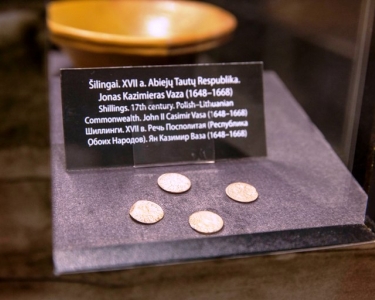 Šilingai. XVII a. Abiejų Tautų Respublika.
Jonas Kazimieras Vaza (1648–1668)
Shillings. 17th century. Polish–Lithuanian
Commonwealth. John II Casimir Vasa (1648–1668)
Шиллинги. XVII в. Речь Посполитая (Республика
Обоих Народов). Ян Казимир Ваза (1648–1668)